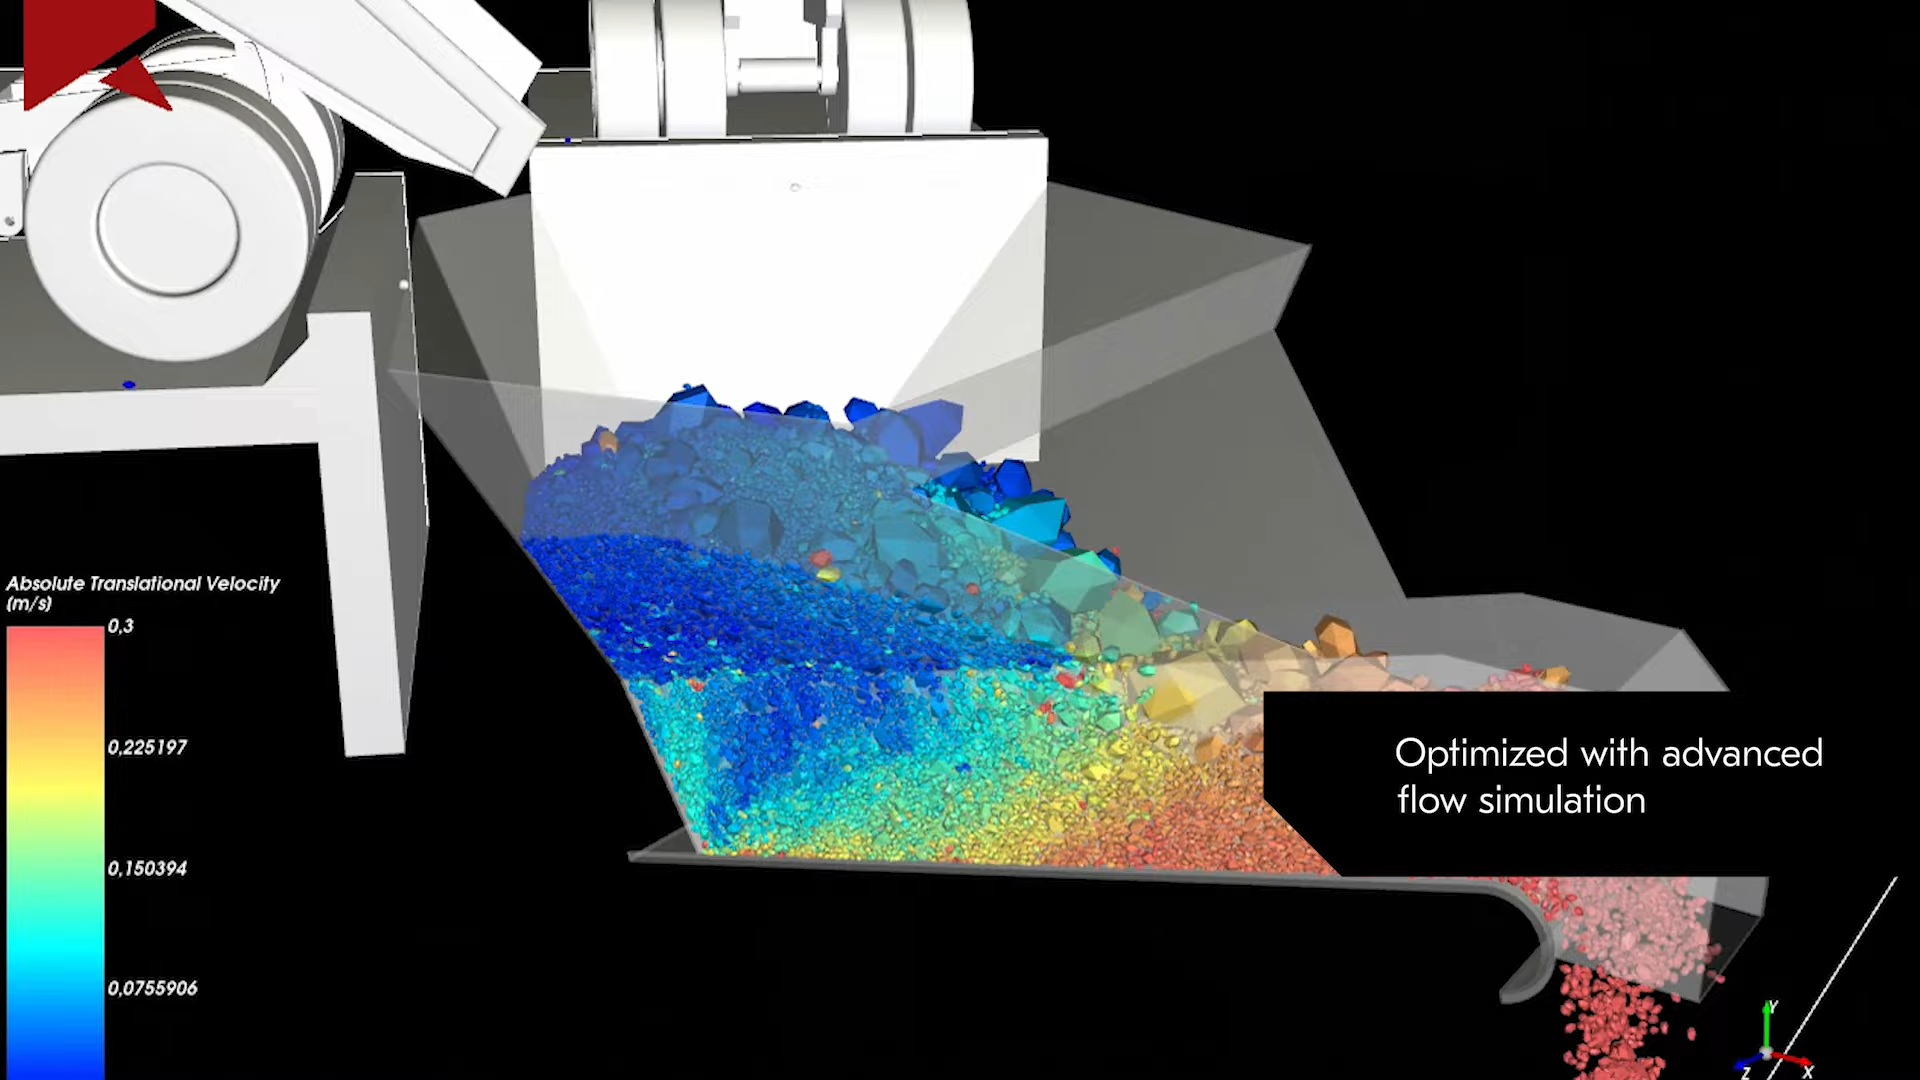 Absolute Translational Velocity
(m/s)
0,3
0,225197
0,150394
0,0755906
Optimized with advanced
flow simulation
Y
Z
X